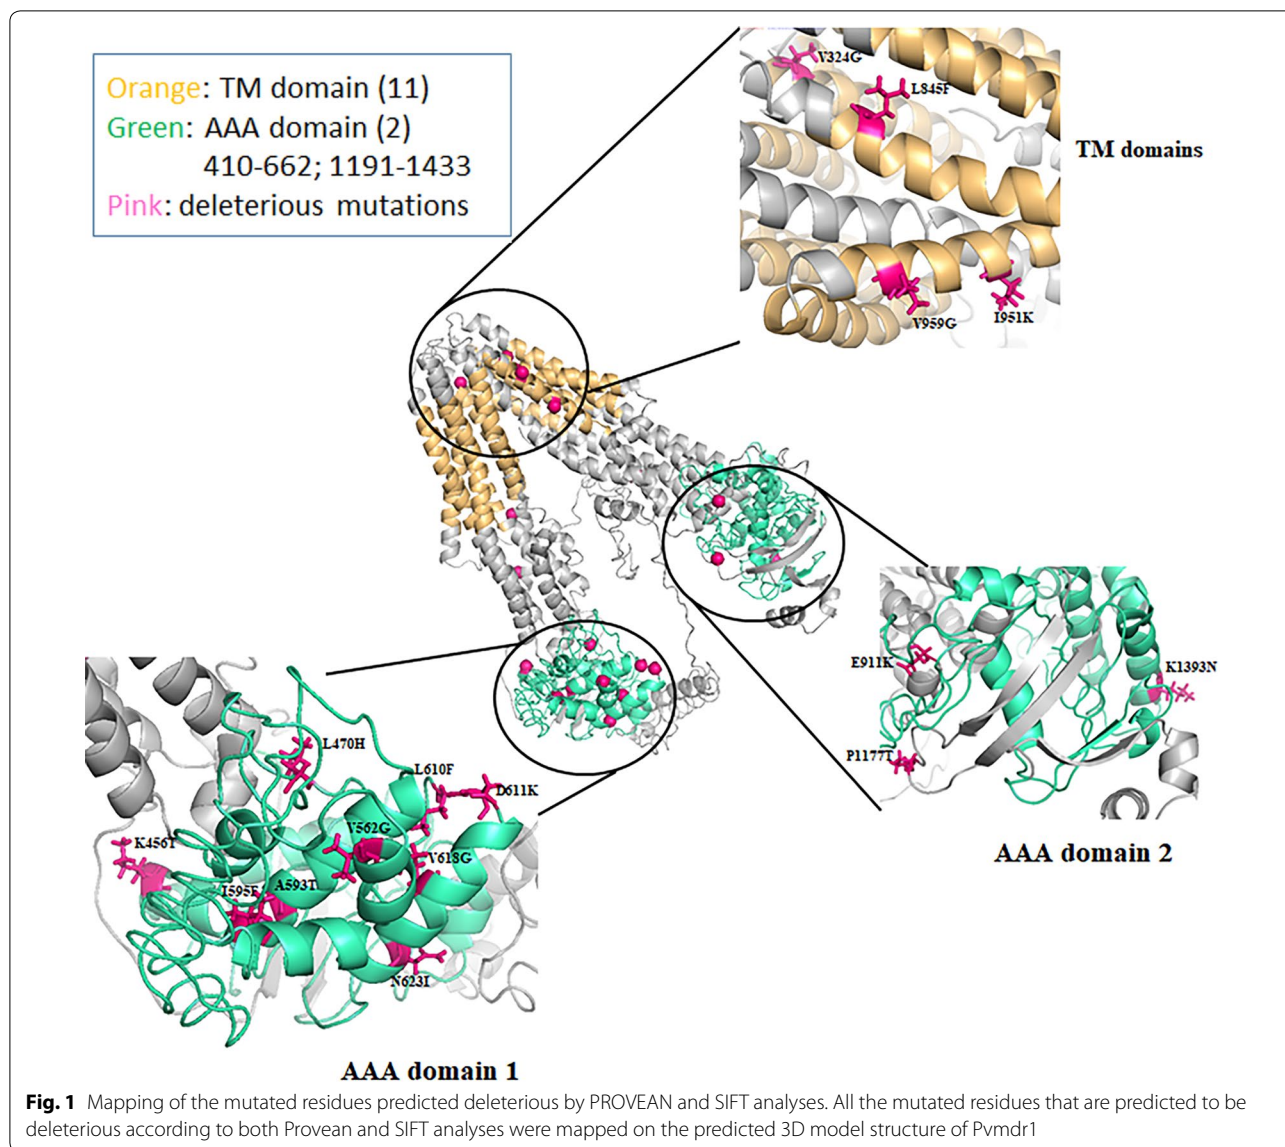 Orange: TM domain (11)
Green: AAA domain (2)
410-662; 1191-1433
Pink: deleterious mutations
V324G
L845F
TM domains
V959G
I951K
E911K
K1393N
P1177T
AAA domain 2
L470H
L610F
D611K
V562G
K456T
V618G
I595F
A593T
N623I
AAA domain 1
Fig. 1 Mapping of the mutated residues predicted deleterious by PROVEAN and SIFT analyses. All the mutated residues that are predicted to be
deleterious according to both Provean and SIFT analyses were mapped on the predicted 3D model structure of Pvmdr1